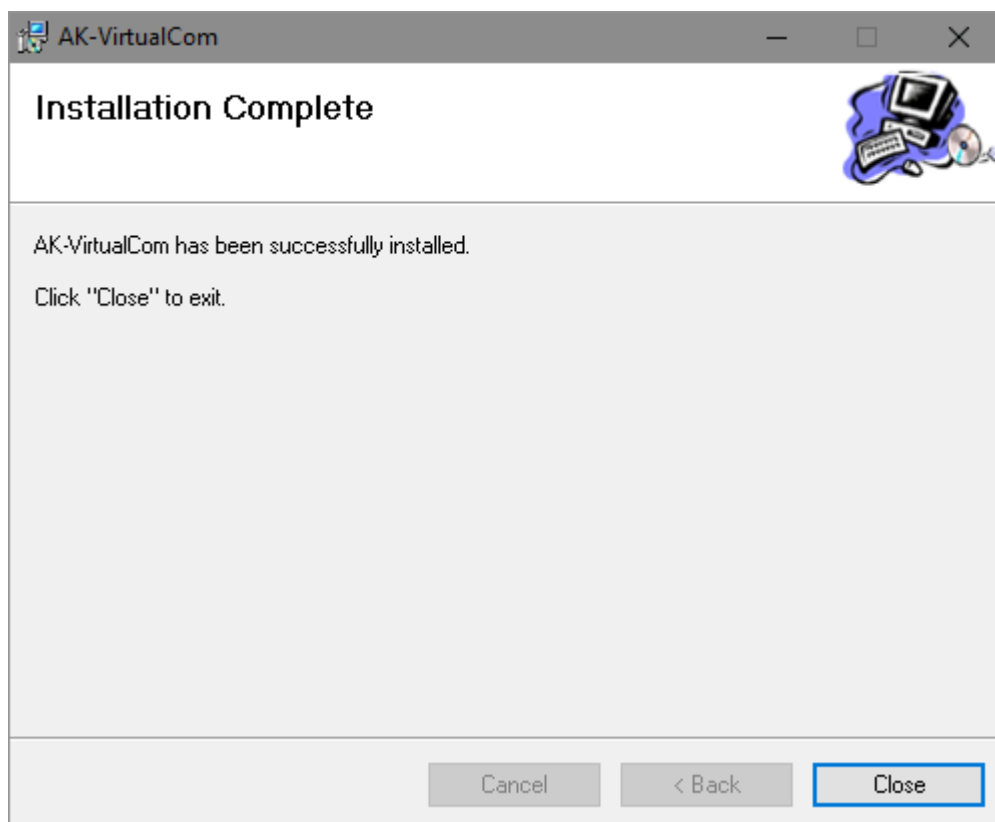 AK-VirtualCom
Installation Complete
AK-VirtualCom has been successfully installed.
Click "Close" to exit.
Cancel
< Back
Close